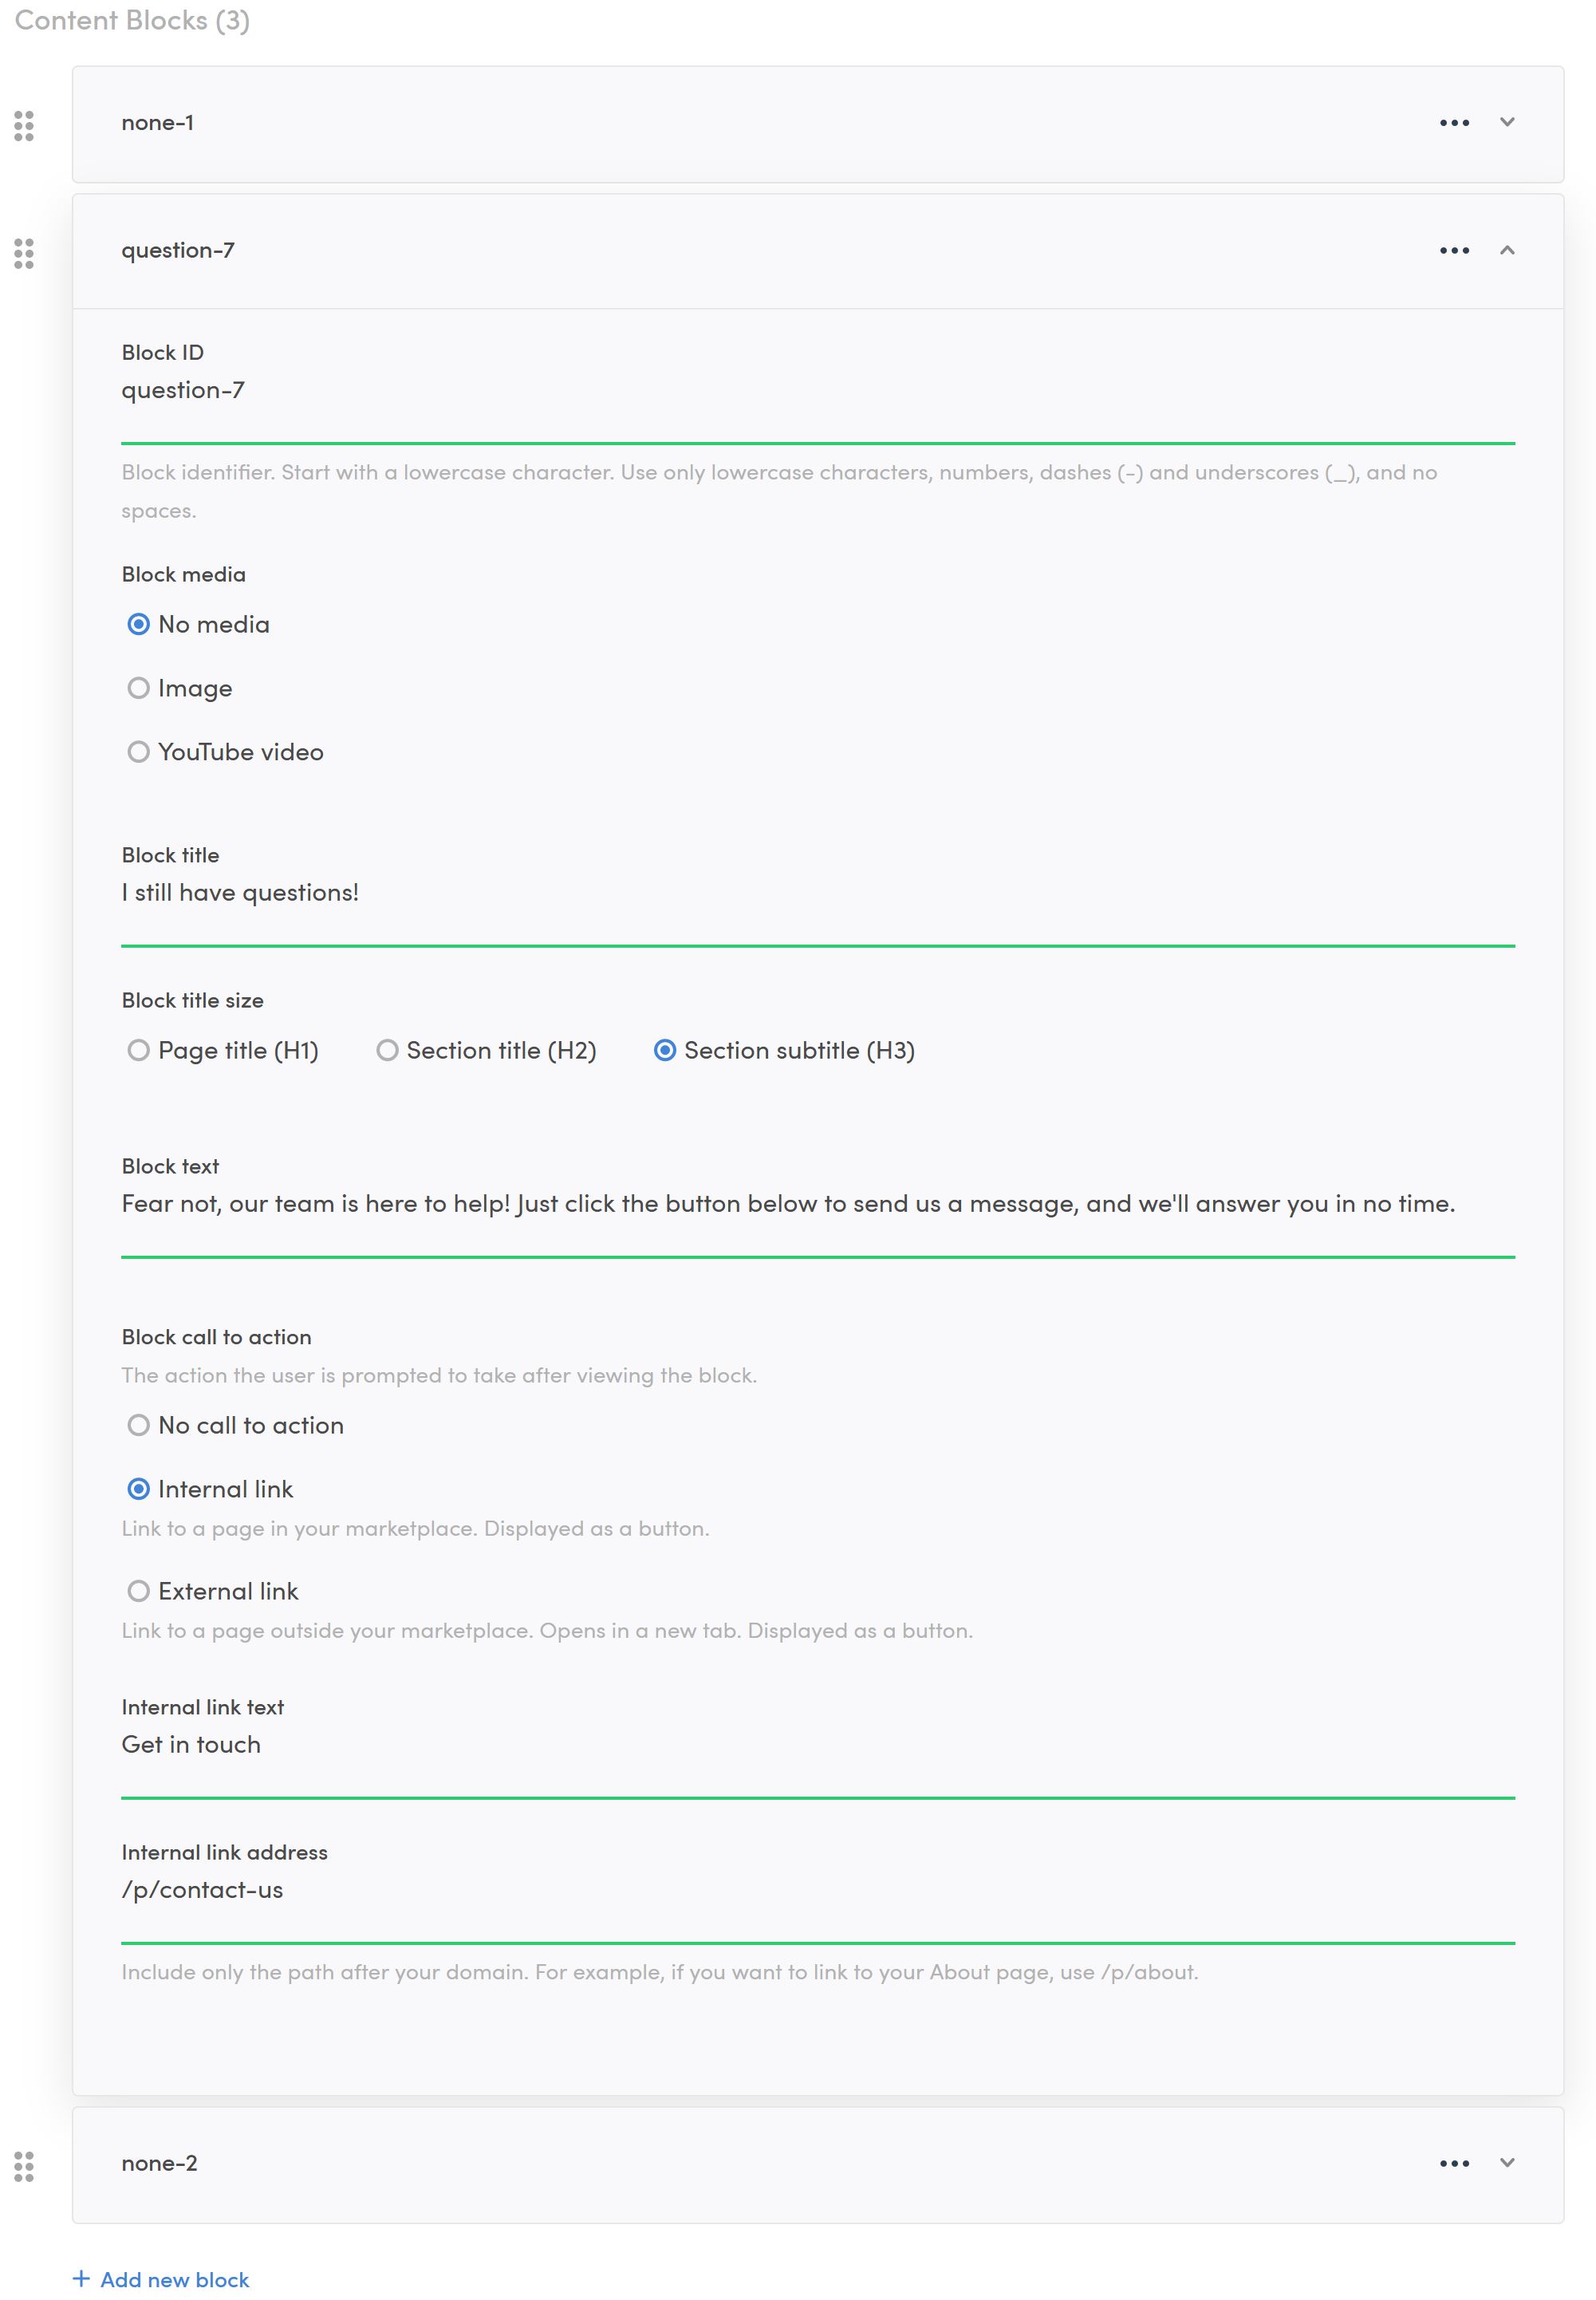 Content Blocks (3)
none-1
question-7
Block ID
question-7
Block identifier. Start with a lowercase character. Use only lowercase characters, numbers, dashes (-) and underscores (_), and no
spaces.
Block media
No media
Image
YouTube video
Block title
I still have questions!
Block title size
Page title (H1) Section title (H2) Section subtitle (H3)
Block text
Fear not, our team is here to help! Just click the button below to send us a message, and we'll answer you in no time.
Block call to action
The action the user is prompted to take after viewing the block.
No call to action
Internal link
Link to a page in your marketplace. Displayed as a button.
External link
Link to a page outside your marketplace. Opens in a new tab. Displayed as a button.
Internal link text
Get in touch
Internal link address
/p/contact-us
Include only the path after your domain. For example, if you want to link to your About page, use /p/about.
none-2
+ Add new block